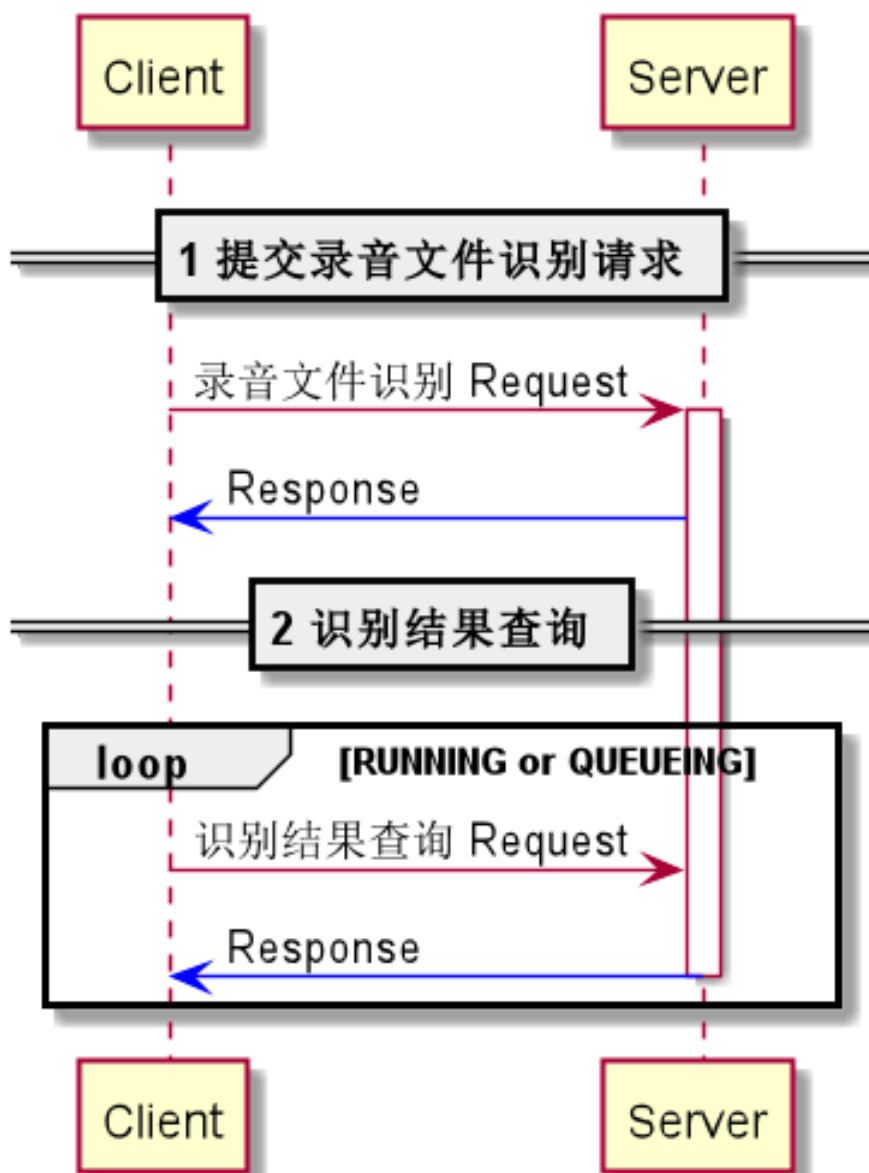 Client Server
1 提交录音文件识别请求
录音文件识别 Request
Response
2 识别结果查询
loop [RUNNING or QUEUEING]
识别结果查询 Request
Response
Client Server